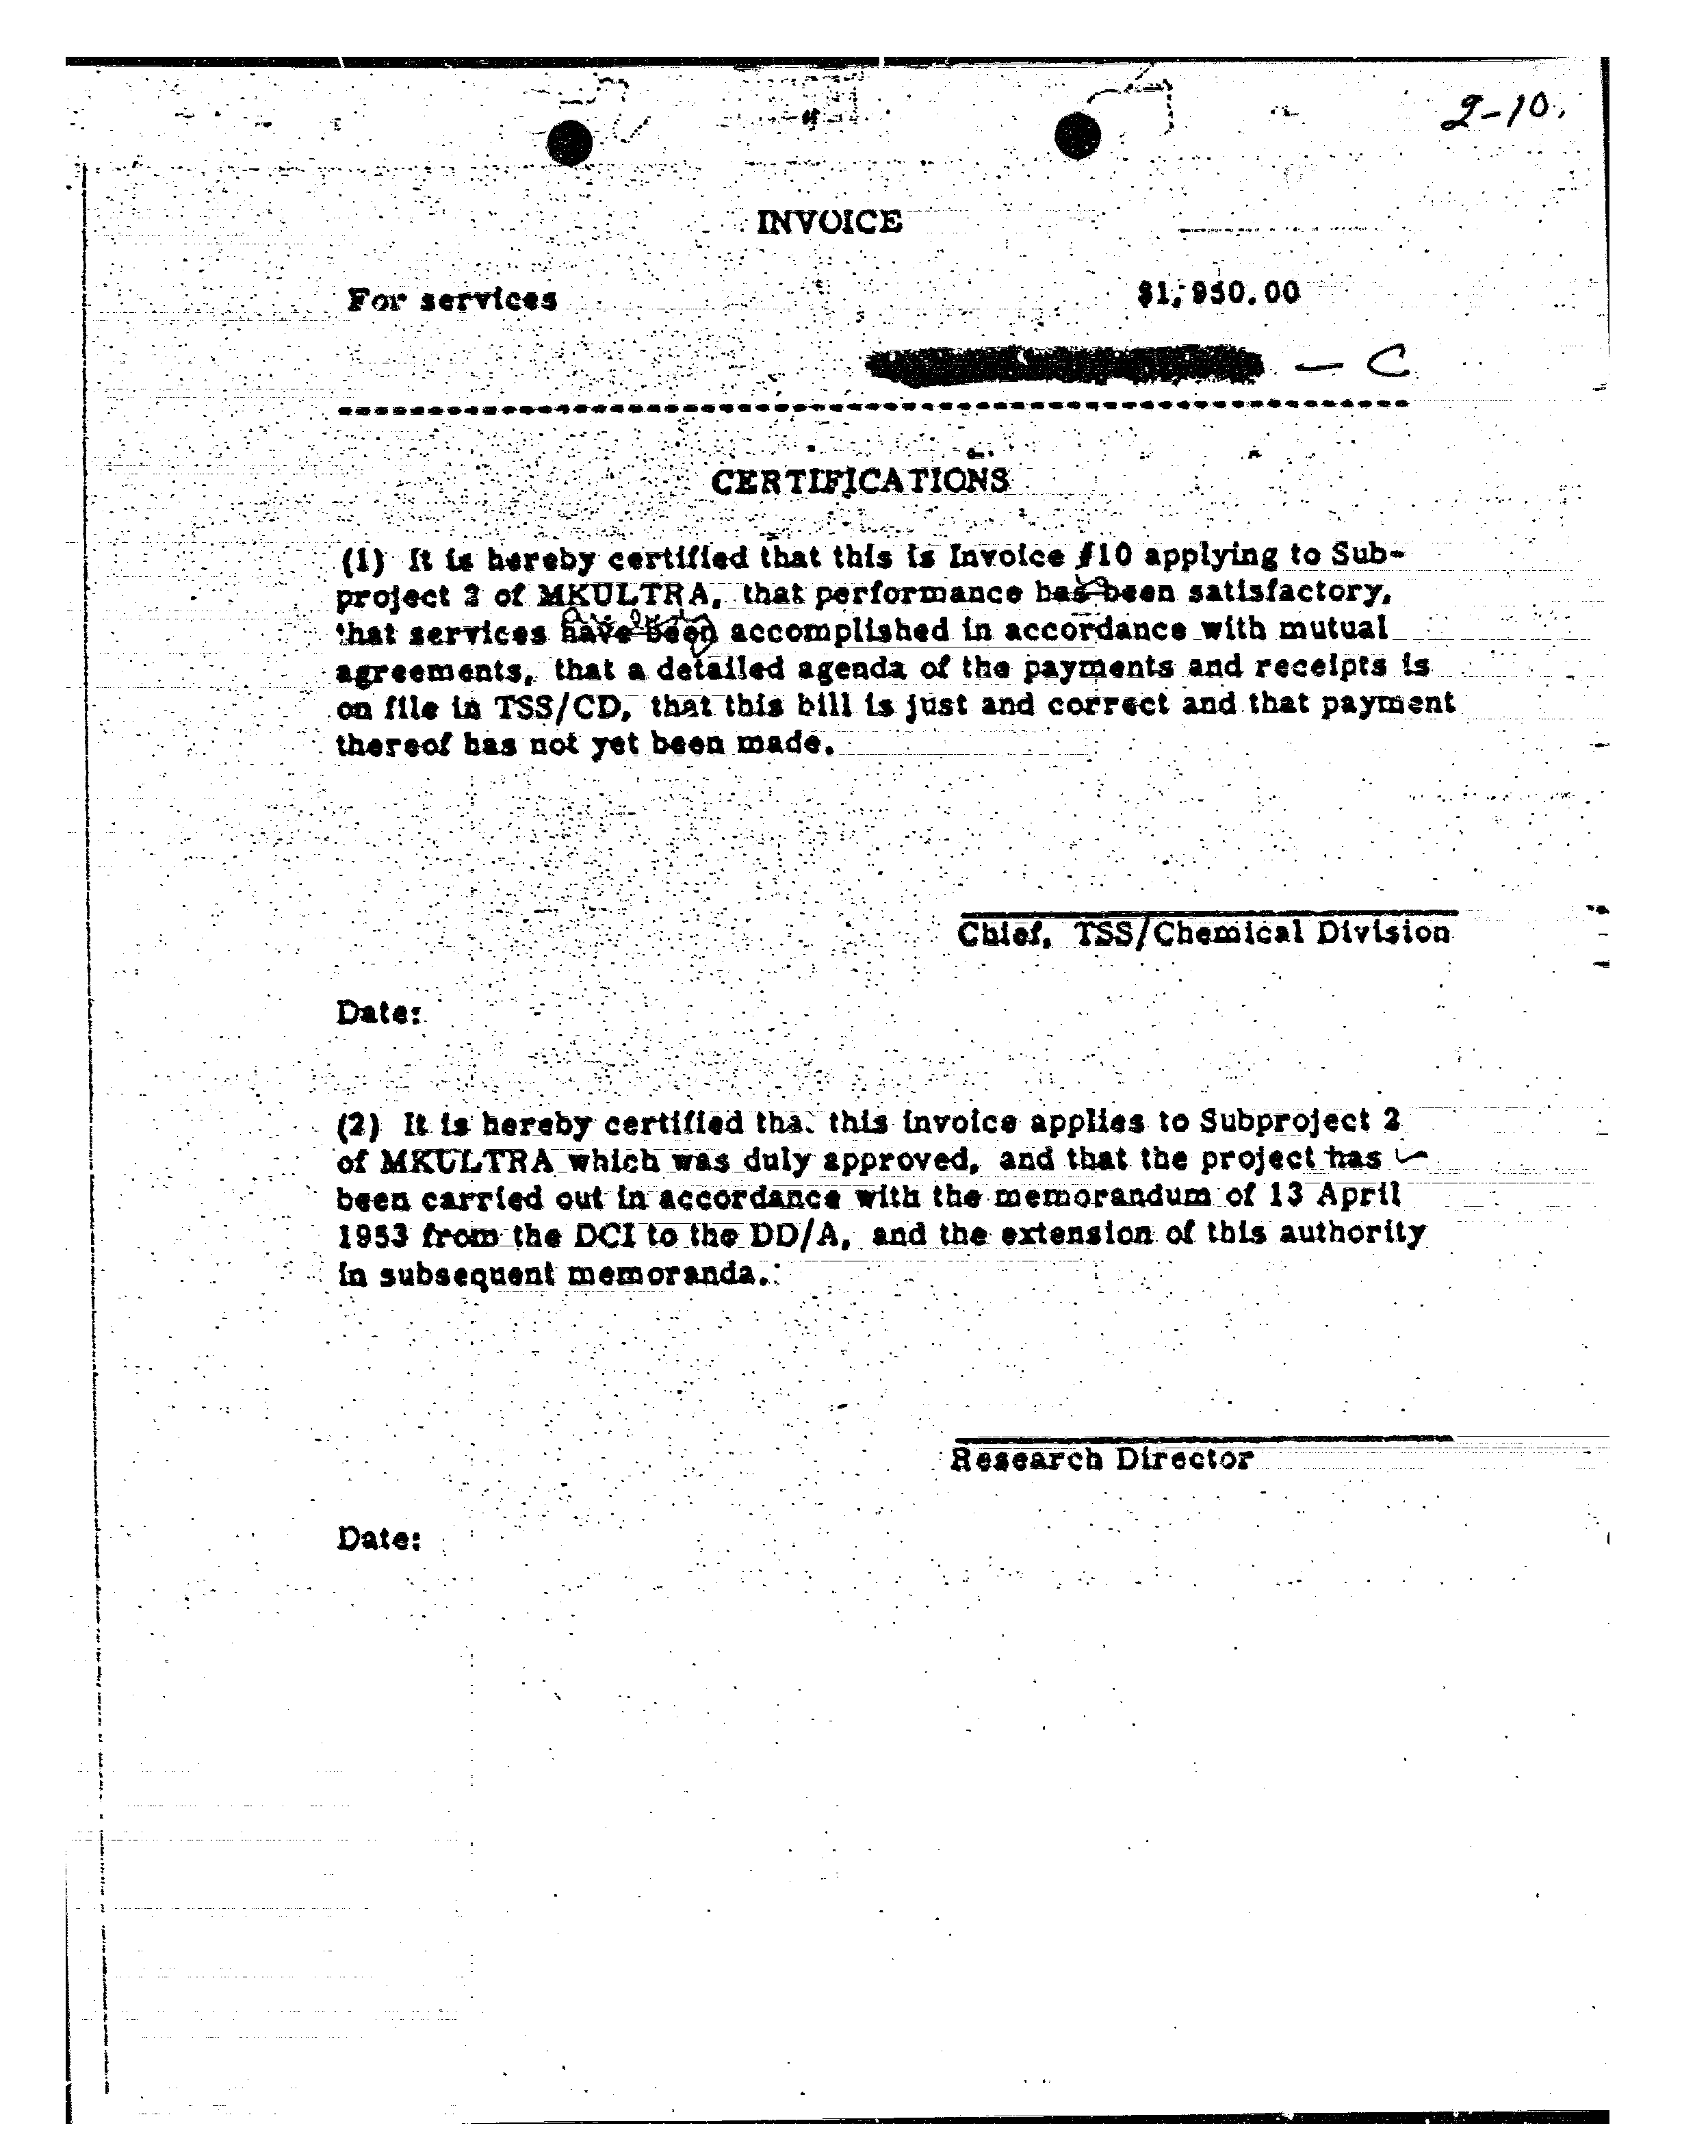 2-10.
INVOICE
For services $1,950.00
— C
CERTIFICATIONS
(1) It is hereby certified that this is Invoice #10 applying to Sub-
project 2 of MKULTRA, that performance has been satisfactory,
that services have been accomplished in accordance with mutual
agreements, that a detailed agenda of the payments and receipts is
on file in TSS/CD, that this bill is just and correct and that payment
thereof has not yet been made.
Chief, TSS/Chemical Division
Date:
(2) It is hereby certified tha. this invoice applies to Subproject 2
of MKULTRA which was duly approved, and that the project has
been carried out in accordance with the memorandum of 13 April
1953 from the DCI to the DD/A, and the extension of this authority
in subsequent memoranda.
Research Director
Date: